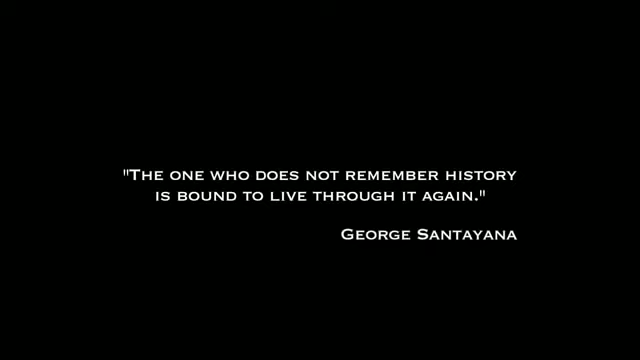 "The one who does not remember history
is bound to live through it again."
George Santayana